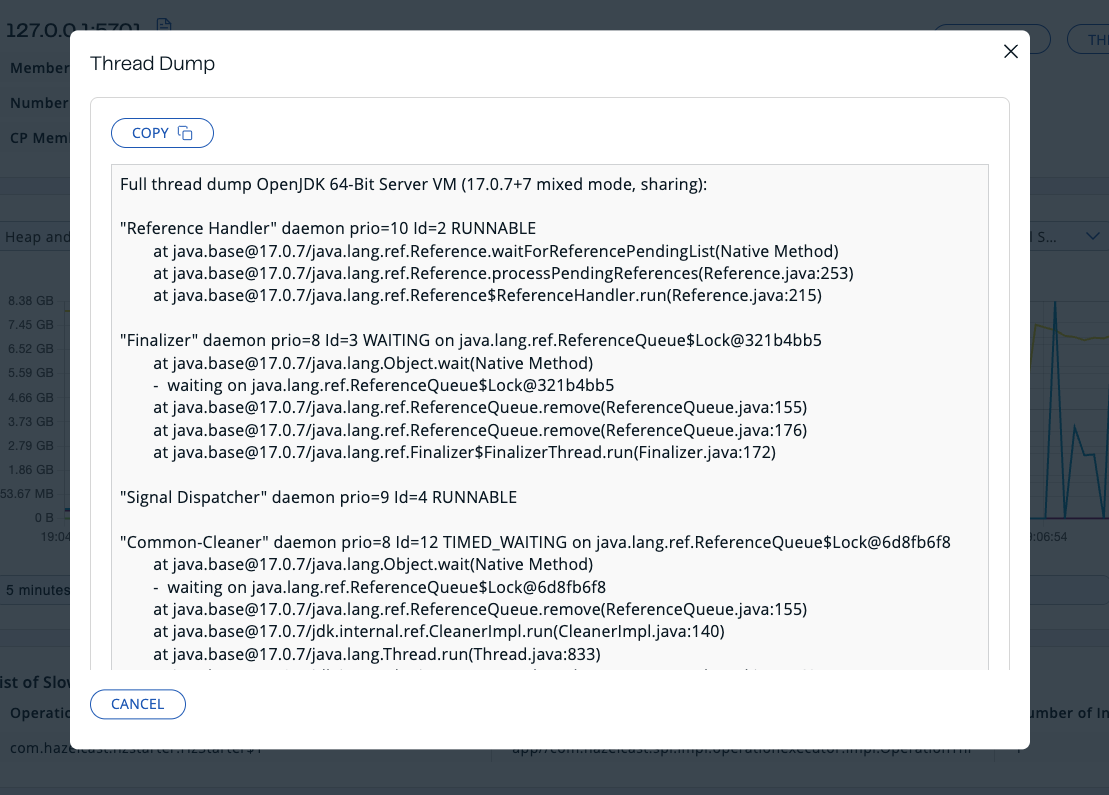 127.0.0.1:5701
Member
Number
CP Mem
TH
Thread Dump
COPY
Full thread dump OpenJDK 64-Bit Server VM (17.0.7+7 mixed mode, sharing):
"Reference Handler" daemon prio=10 Id=2 RUNNABLE
at java.base@17.0.7/java.lang.ref.Reference.waitForReferencePendingList(Native Method)
at java.base@17.0.7/java.lang.ref.Reference.processPendingReferences(Reference.java:253)
at java.base@17.0.7/java.lang.ref.Reference$ReferenceHandler.run(Reference.java:215)
"Finalizer" daemon prio=8 Id=3 WAITING on java.lang.ref.ReferenceQueue$Lock@321b4bb5
at java.base@17.0.7/java.lang.Object.wait(Native Method)
- waiting on java.lang.ref.ReferenceQueue$Lock@321b4bb5
at java.base@17.0.7/java.lang.ref.ReferenceQueue.remove(ReferenceQueue.java:155)
at java.base@17.0.7/java.lang.ref.ReferenceQueue.remove(ReferenceQueue.java:176)
at java.base@17.0.7/java.lang.ref.Finalizer$FinalizerThread.run(Finalizer.java:172)
"Signal Dispatcher" daemon prio=9 Id=4 RUNNABLE
"Common-Cleaner" daemon prio=8 Id=12 TIMED_WAITING on java.lang.ref.ReferenceQueue$Lock@6d8fb6f8
at java.base@17.0.7/java.lang.Object.wait(Native Method)
- waiting on java.lang.ref.ReferenceQueue$Lock@6d8fb6f8
at java.base@17.0.7/java.lang.ref.ReferenceQueue.remove(ReferenceQueue.java:155)
at java.base@17.0.7/jdk.internal.ref.CleanerImpl.run(CleanerImpl.java:140)
at java.base@17.0.7/java.lang.Thread.run(Thread.java:833)
CANCEL
Heap and
S...
8.38 GB
7.45 GB
6.52 GB
5.59 GB
4.66 GB
3.73 GB
2.79 GB
1.86 GB
53.67 MB
0 B
19:04
:06:54
5 minutes
ist of Slo
Operatio
umber of In